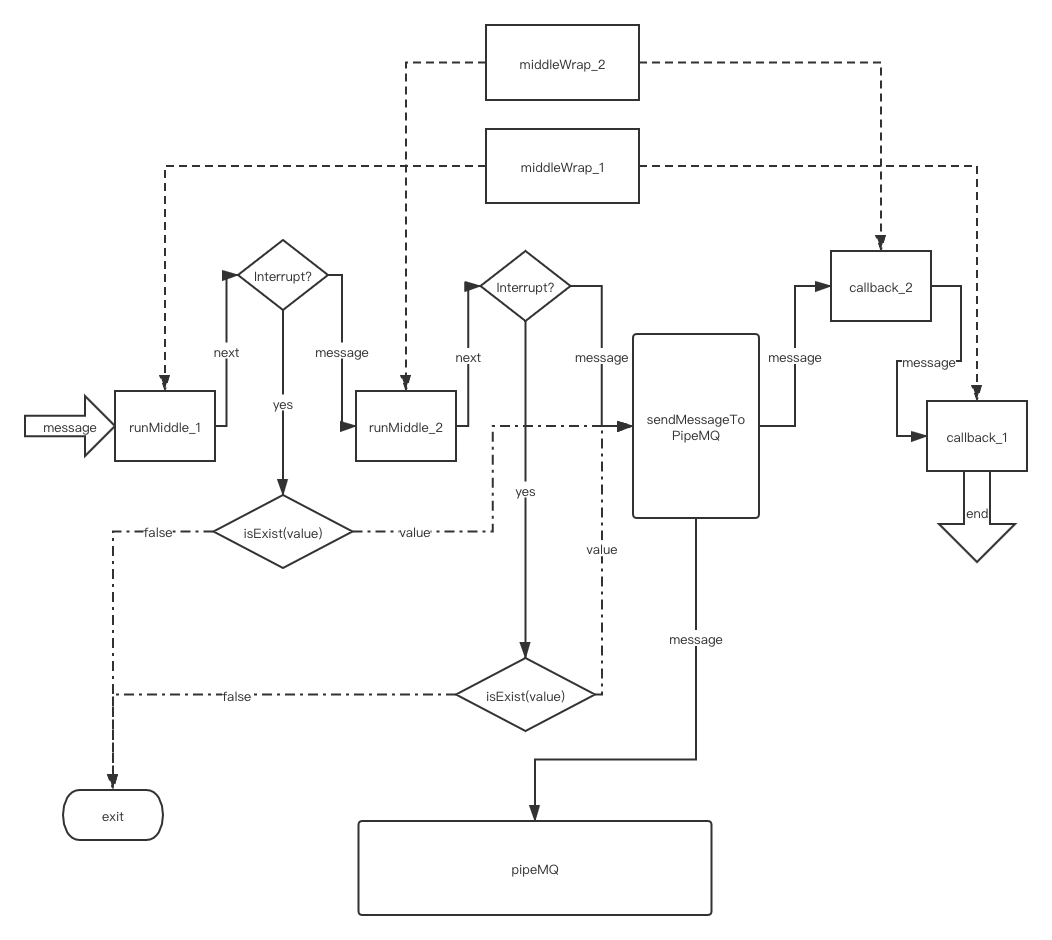 middleWrap_2
middleWrap_1
Interrupt?
Interrupt?
callback_2
next
message
next
message
message
message
yes
message
runMiddle_1
runMiddle_2
sendMessageTo
PipeMQ
callback_1
yes
end
false
isExist(value)
value
value
message
false
isExist(value)
exit
pipeMQ